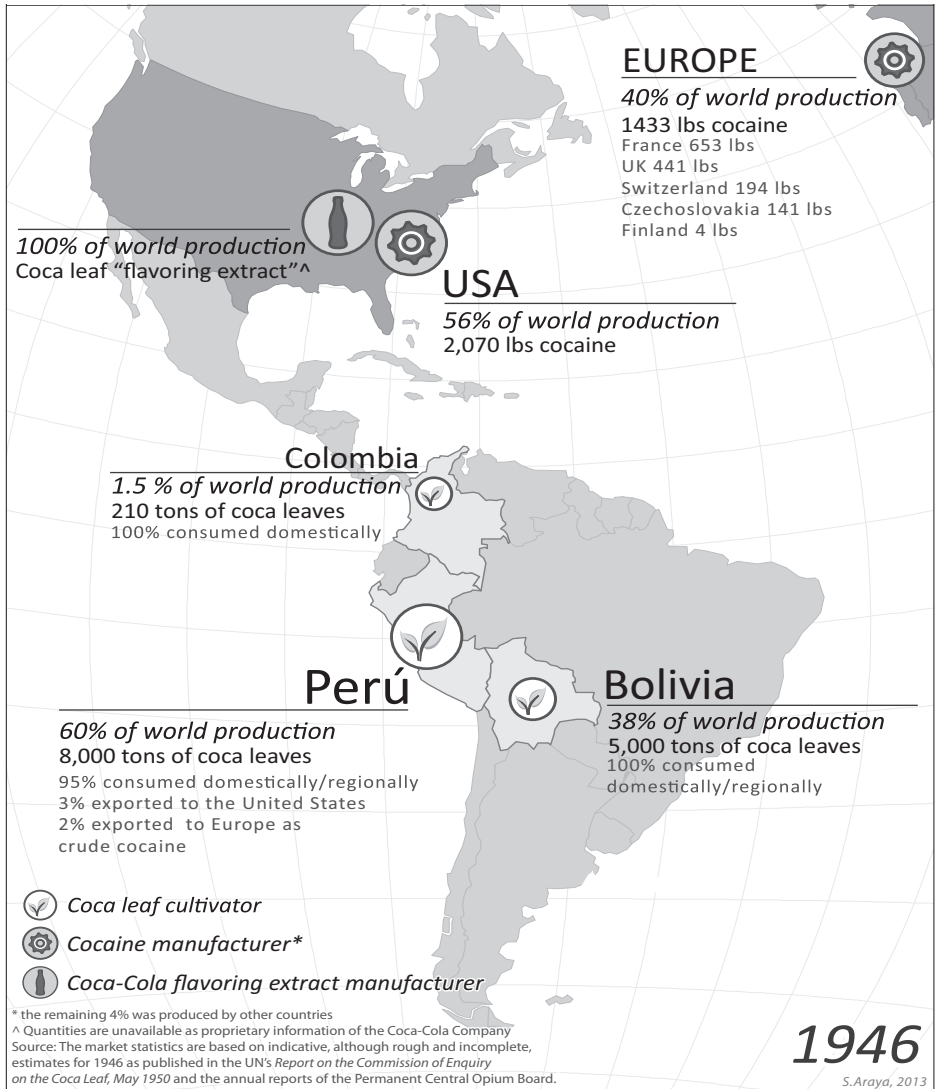 EUROPE
40% of world production
1433 lbs cocaine
France 653 lbs
UK 441 lbs
Switzerland 194 lbs
Czechoslovakia 141 lbs
Finland 4 lbs
100% of world production
Coca leaf “flavoring extract”^
USA
56% of world production
2,070 lbs cocaine
Colombia
1.5 % of world production
210 tons of coca leaves
100% consumed domestically
Perú
60% of world production
8,000 tons of coca leaves
95% consumed domestically/regionally
3% exported to the United States
2% exported to Europe as
crude cocaine
Bolivia
38% of world production
5,000 tons of coca leaves
100% consumed
domestically/regionally
Coca leaf cultivator
Cocaine manufacturer*
Coca-Cola flavoring extract manufacturer
* the remaining 4% was produced by other countries
^ Quantities are unavailable as proprietary information of the Coca-Cola Company
Source: The market statistics are based on indicative, although rough and incomplete,
estimates for 1946 as published in the UN's Report on the Commission of Enquiry
on the Coca Leaf, May 1950 and the annual reports of the Permanent Central Opium Board.
1946
S.Araya, 2013